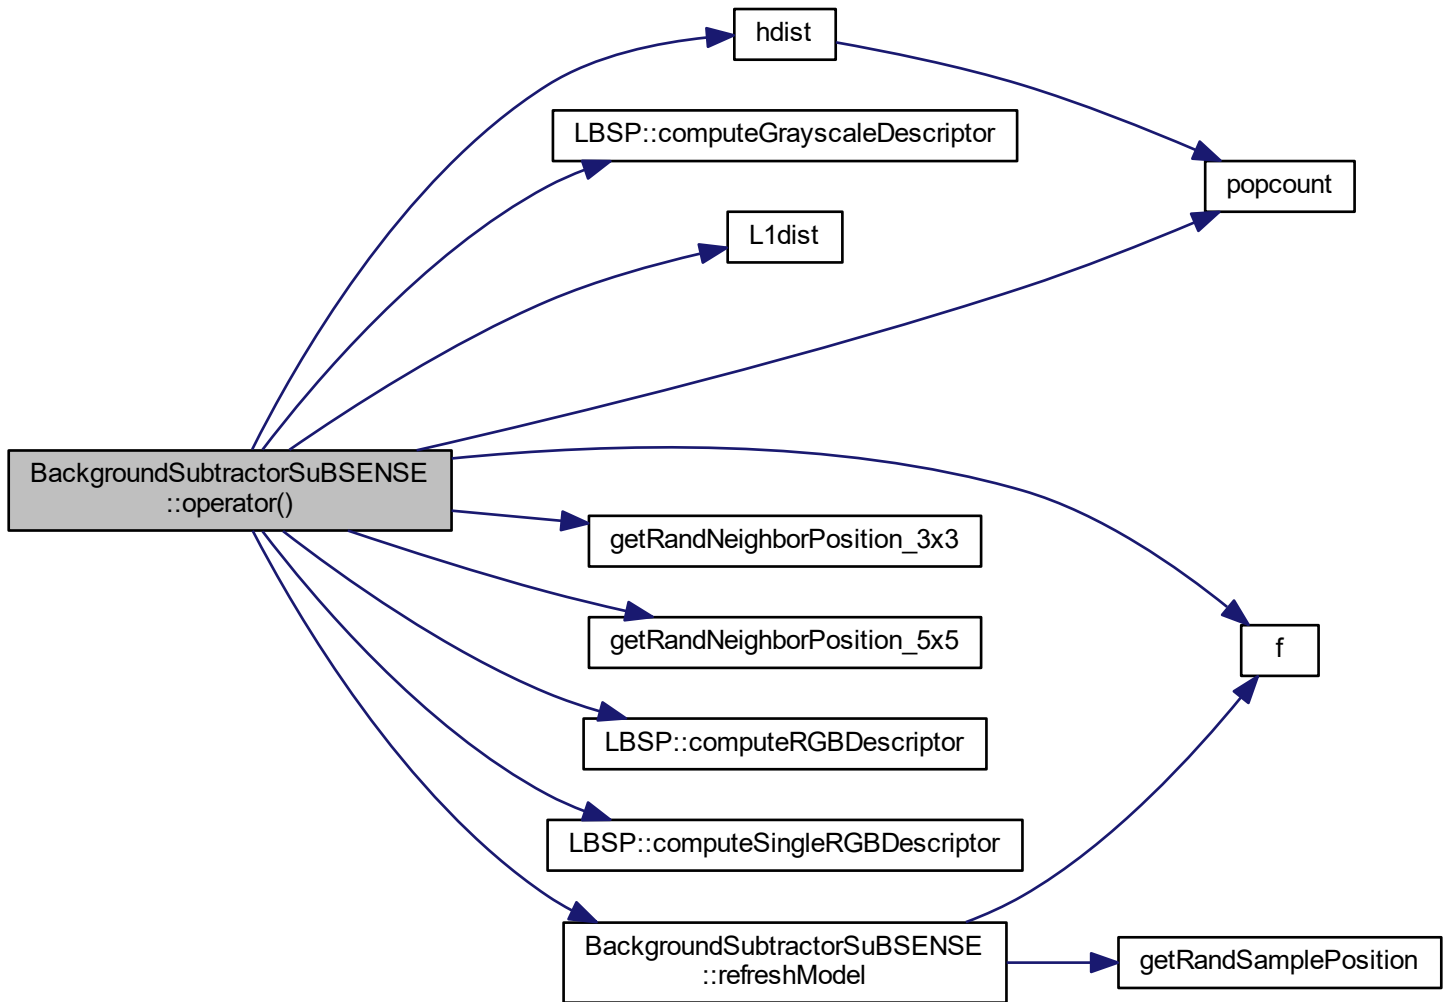 hdist
LBSP::computeGrayscaleDescriptor
popcount
L1dist
BackgroundSubtractorSuBSENSE
::operator()
getRandNeighborPosition_3x3
getRandNeighborPosition_5x5
f
LBSP::computeRGBDescriptor
LBSP::computeSingleRGBDescriptor
BackgroundSubtractorSuBSENSE
::refreshModel
getRandSamplePosition